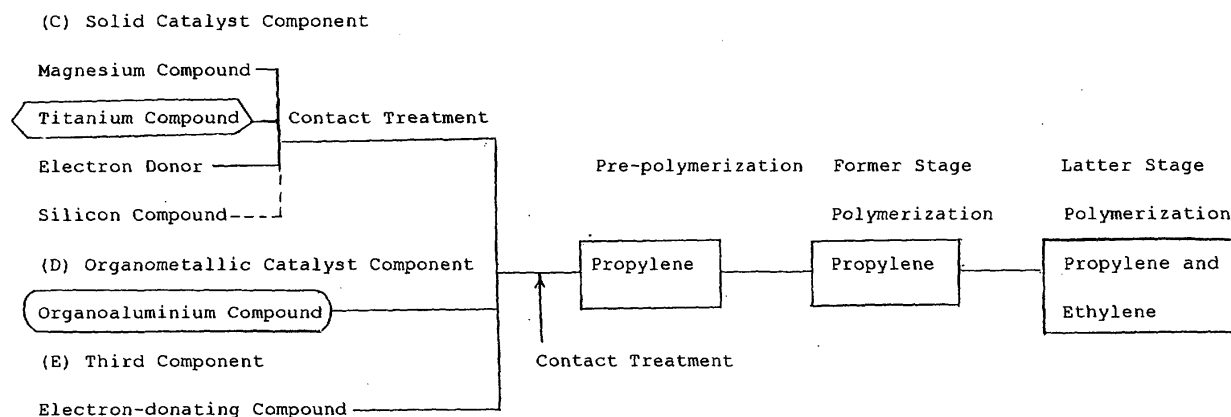 (C) Solid Catalyst Component
Magnesium Compound
Titanium Compound
Contact Treatment
Electron Donor
Silicon Compound
(D) Organometallic Catalyst Component
Organoaluminium Compound
(E) Third Component
Electron-donating Compound
Contact Treatment
Pre-polymerization
Propylene
Former Stage
Polymerization
Propylene
Latter Stage
Polymerization
Propylene and
Ethylene